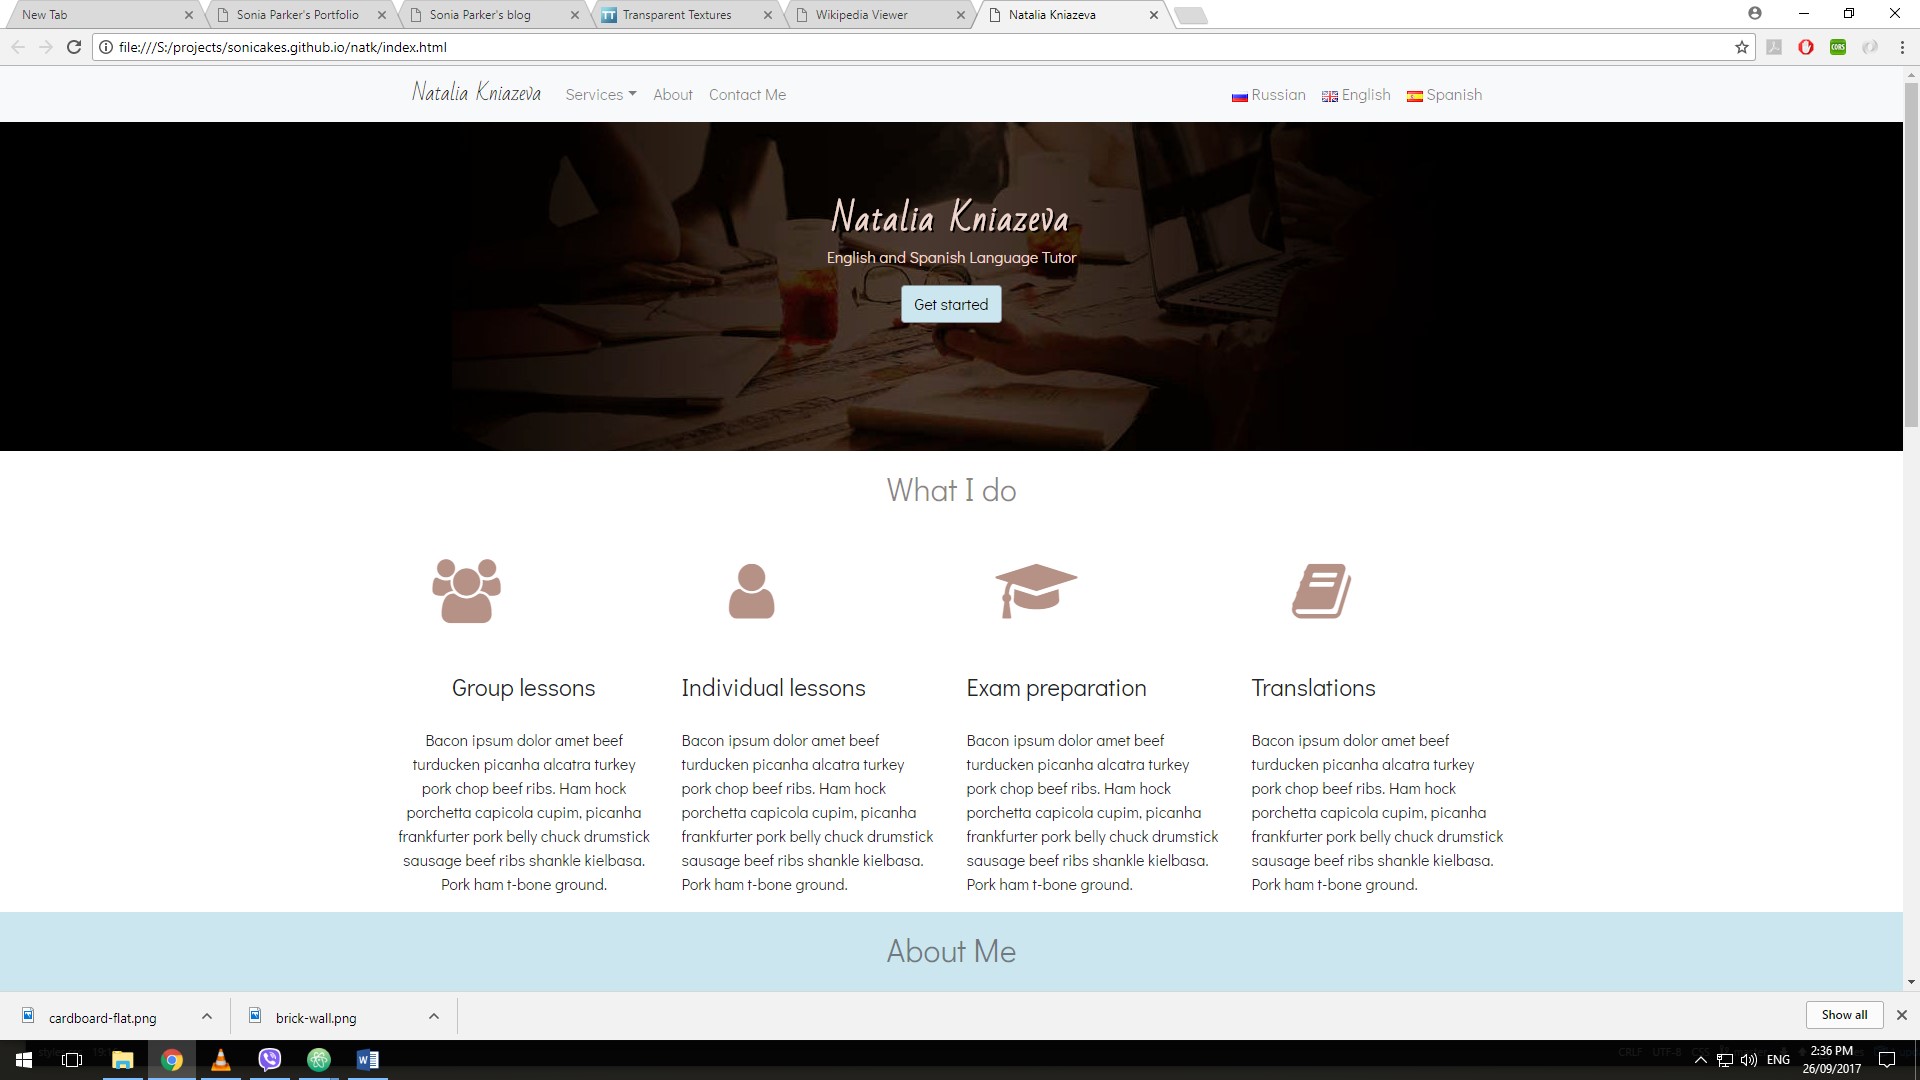 New Tab
Sonia Parker's Portfolio
Sonia Parker's blog
TT Transparent Textures
Wikipedia Viewer
Natalia Kniazeva
file:///S:/projects/sonicakes.github.io/natk/index.html
CORS
Natalia Kniazeva Services About Contact Me Russian English Spanish
Natalia Kniazeva
English and Spanish Language Tutor
Get started
What I do
Group lessons
Bacon ipsum dolor amet beef
turducken picanha alcatra turkey
pork chop beef ribs. Ham hock
porchetta capicola cupim, picanha
frankfurter pork belly chuck drumstick
sausage beef ribs shankle kielbasa.
Pork ham t-bone ground.
Individual lessons
Bacon ipsum dolor amet beef
turducken picanha alcatra turkey
pork chop beef ribs. Ham hock
porchetta capicola cupim, picanha
frankfurter pork belly chuck drumstick
sausage beef ribs shankle kielbasa.
Pork ham t-bone ground.
Exam preparation
Bacon ipsum dolor amet beef
turducken picanha alcatra turkey
pork chop beef ribs. Ham hock
porchetta capicola cupim, picanha
frankfurter pork belly chuck drumstick
sausage beef ribs shankle kielbasa.
Pork ham t-bone ground.
Translations
Bacon ipsum dolor amet beef
turducken picanha alcatra turkey
pork chop beef ribs. Ham hock
porchetta capicola cupim, picanha
frankfurter pork belly chuck drumstick
sausage beef ribs shankle kielbasa.
Pork ham t-bone ground.
About Me
cardboard-flat.png
brick-wall.png
Show all
CRLF UTF-8
ENG
2:36 PM
26/09/2017